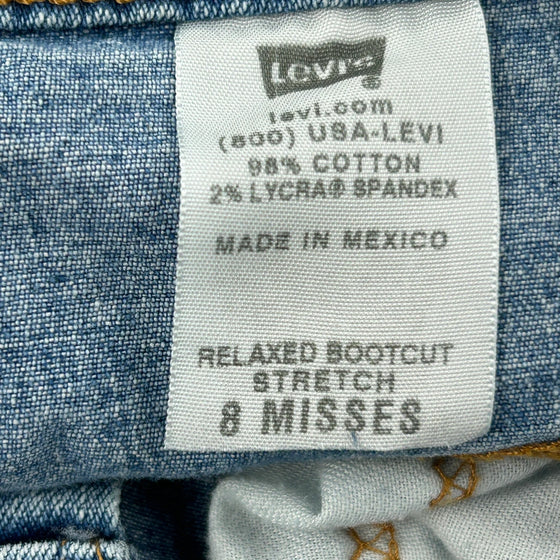 Levi's®
levi.com
(800) USA-LEVI
98% COTTON
2% LYCRA® SPANDEX
MADE IN MEXICO
RELAXED BOOTCUT
STRETCH
8 MISSES